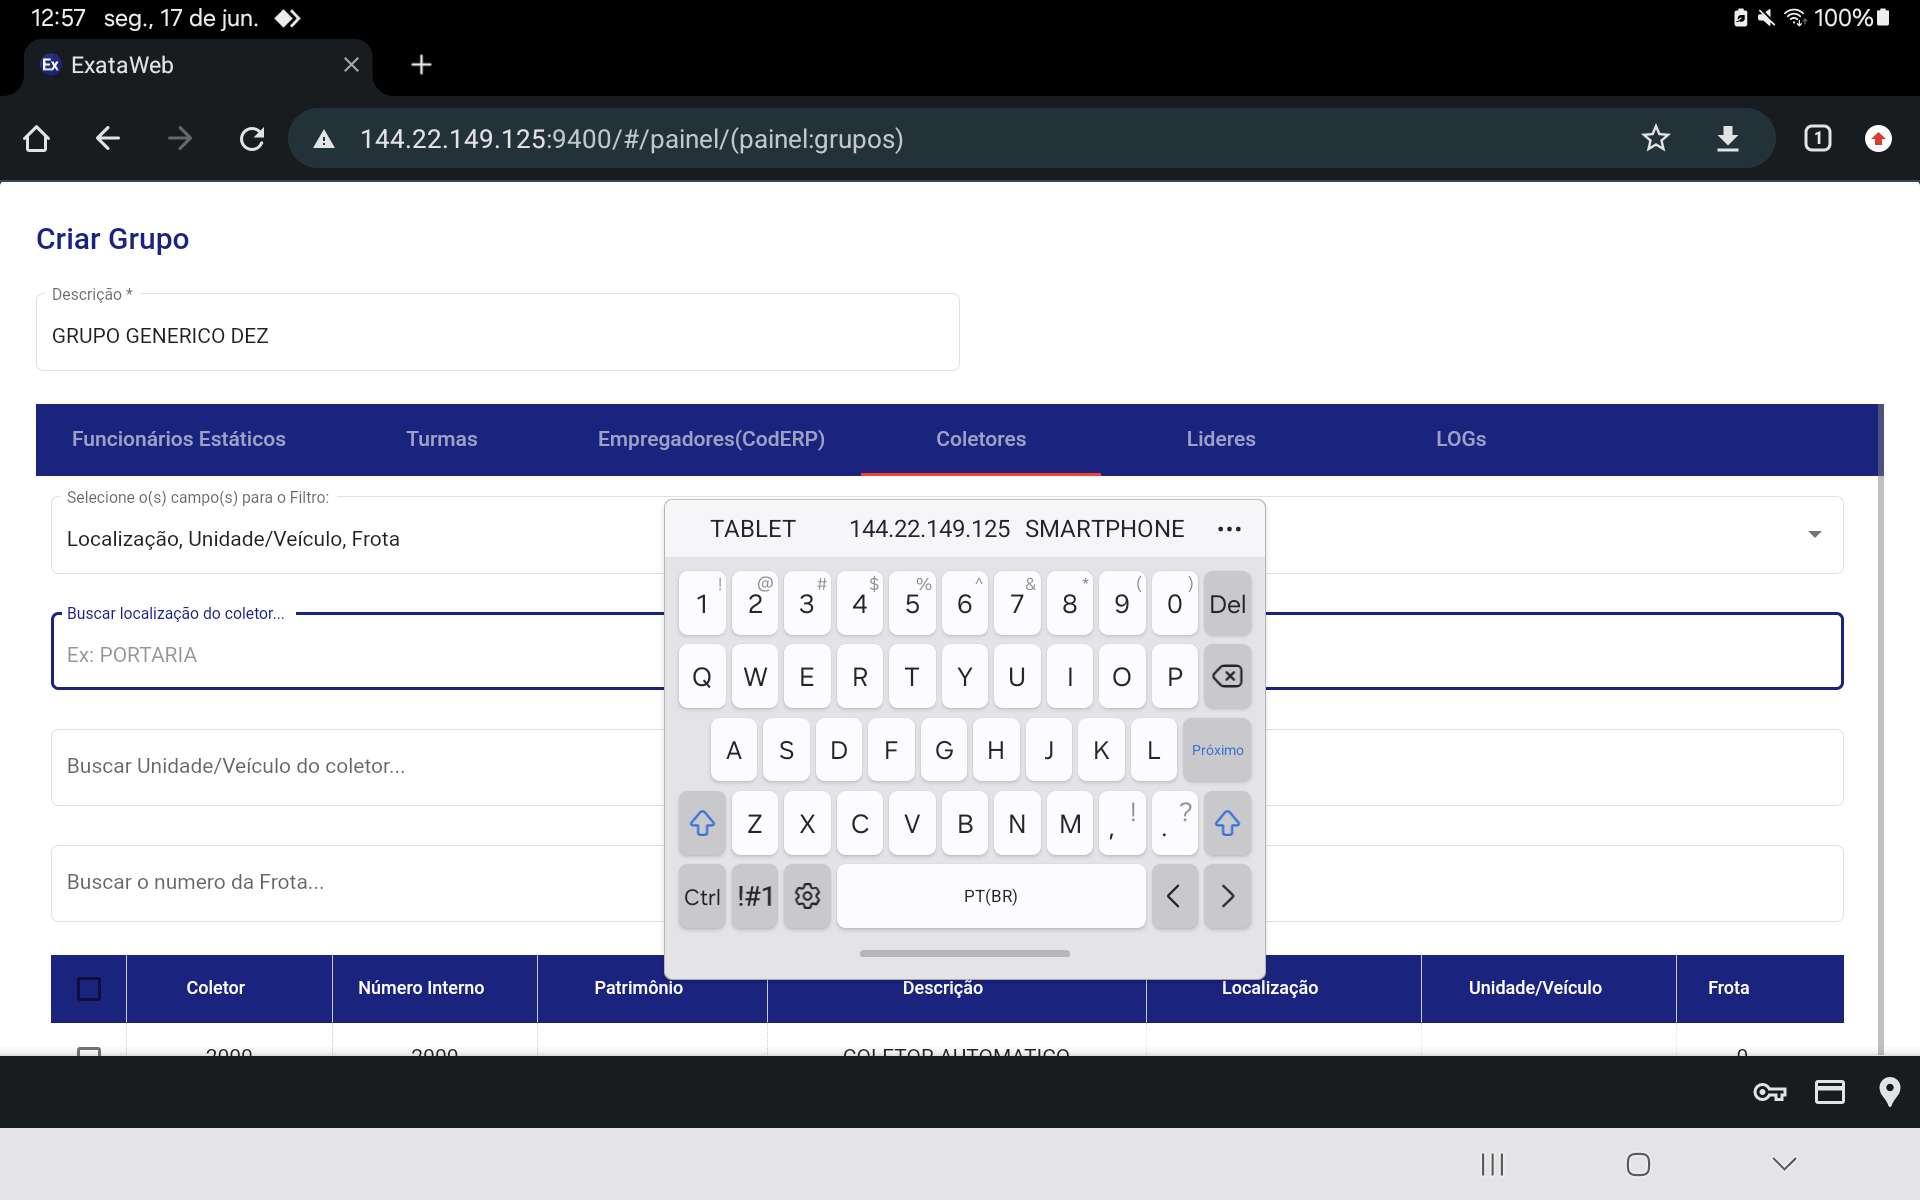 12:57 seg., 17 de jun. 100%
Ex ExataWeb
144.22.149.125:9400/#/painel/(painel:grupos) 1
Criar Grupo
Descrição *
GRUPO GENERICO DEZ
Funcionários Estáticos Turmas Empregadores(CodERP) Coletores Lideres LOGs
Selecione o(s) campo(s) para o Filtro:
Localização, Unidade/Veículo, Frota
Buscar localização do coletor...
Ex: PORTARIA
Buscar Unidade/Veículo do coletor...
Buscar o numero da Frota...
TABLET 144.22.149.125 SMARTPHONE ...
! @ # $ % ^ & * ( )
1 2 3 4 5 6 7 8 9 0 Del
Q W E R T Y U I O P
A S D F G H J K L Próximo
Z X C V B N M , ! . ?
Ctrl !#1 PT(BR) < >
Coletor Número Interno Patrimônio Descrição Localização Unidade/Veículo Frota
2000 2000 COLETOR AUTOMATICO 0